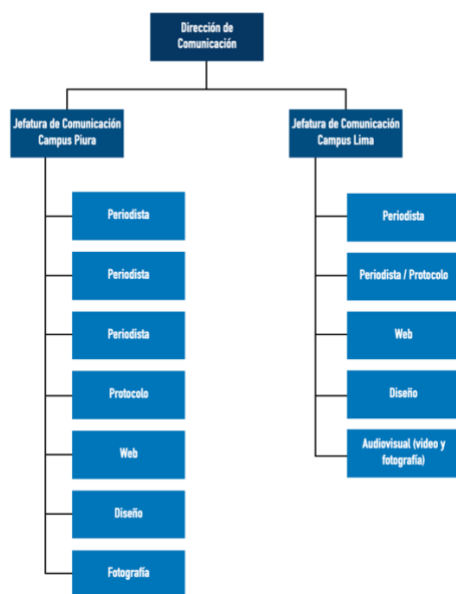 Dirección de
Comunicación
Jefatura de Comunicación
Campus Piura
Periodista
Periodista
Periodista
Protocolo
Web
Diseño
Fotografía
Jefatura de Comunicación
Campus Lima
Periodista
Periodista / Protocolo
Web
Diseño
Audiovisual (video y
fotografía)